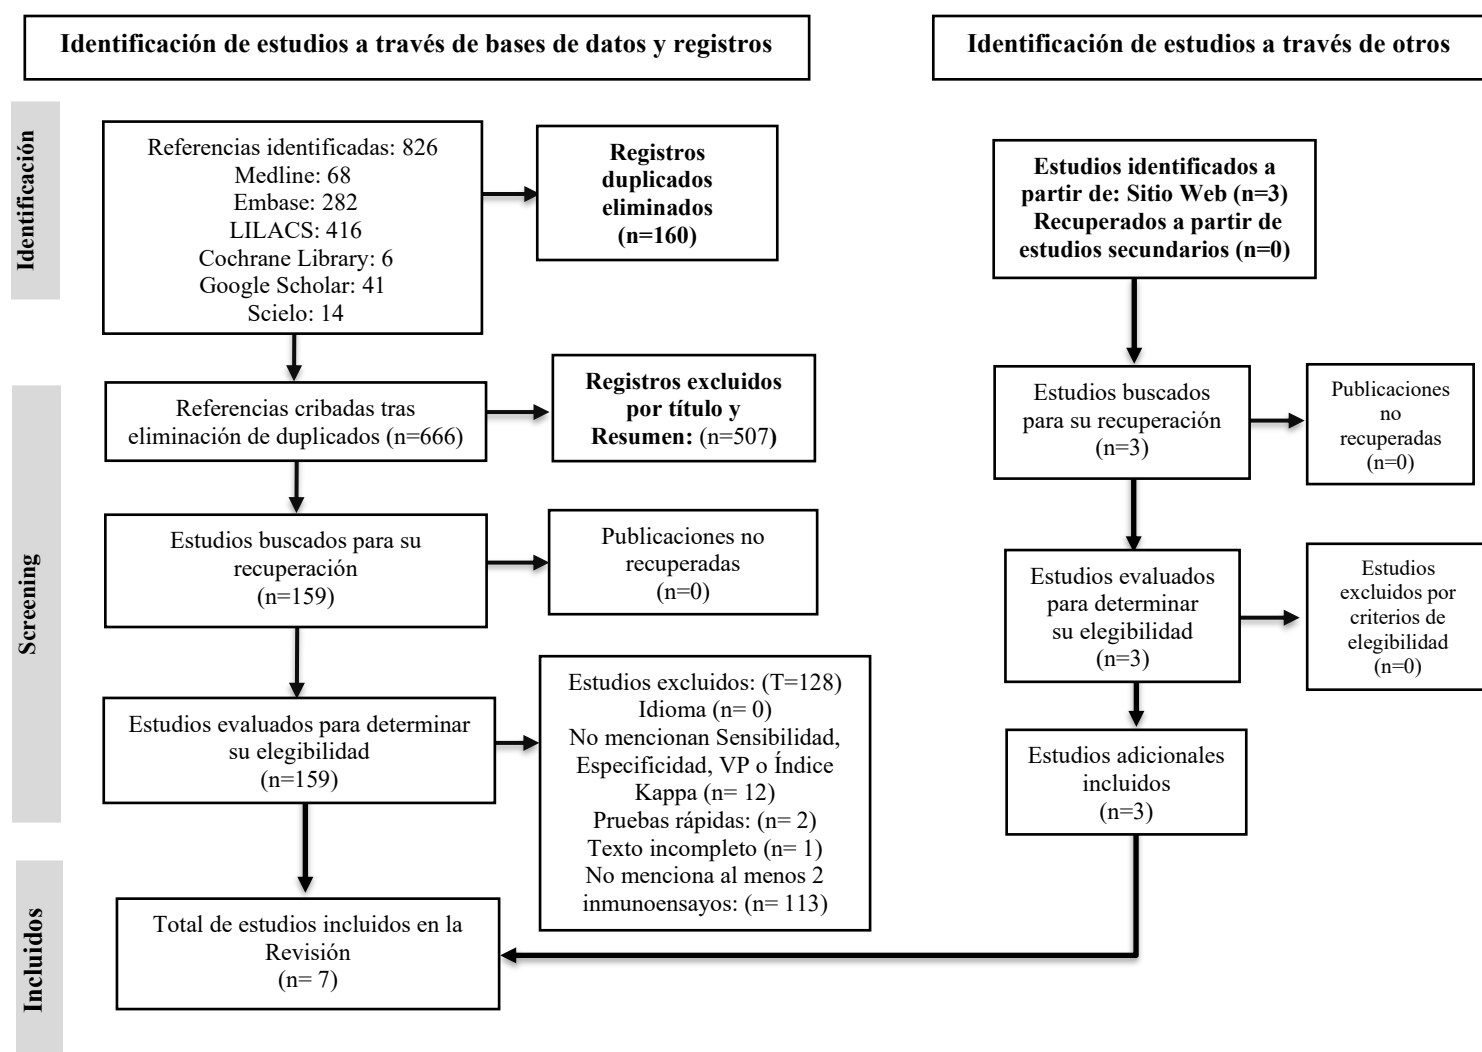 Identificación de estudios a través de bases de datos y registros
Identificación de estudios a través de otros
Identificación
Referencias identificadas: 826
Medline: 68
Embase: 282
LILACS: 416
Cochrane Library: 6
Google Scholar: 41
Scielo: 14
Registros
duplicados
eliminados
(n=160)
Estudios identificados a
partir de: Sitio Web (n=3)
Recuperados a partir de
estudios secundarios (n=0)
Screening
Referencias cribadas tras
eliminación de duplicados (n=666)
Registros excluidos
por título y
Resumen: (n=507)
Estudios buscados
para su recuperación
(n=3)
Publicaciones
no
recuperadas
(n=0)
Estudios buscados para su
recuperación
(n=159)
Publicaciones no
recuperadas
(n=0)
Estudios evaluados
para determinar
su elegibilidad
(n=3)
Estudios
excluidos por
criterios de
elegibilidad
(n=0)
Estudios evaluados para determinar
su elegibilidad
(n=159)
Estudios excluidos: (T=128)
Idioma (n= 0)
No mencionan Sensibilidad,
Especificidad, VP o Índice
Kappa (n= 12)
Pruebas rápidas: (n= 2)
Texto incompleto (n= 1)
No menciona al menos 2
inmunoensayos: (n= 113)
Estudios adicionales
incluidos
(n=3)
Incluidos
Total de estudios incluidos en la
Revisión
(n= 7)